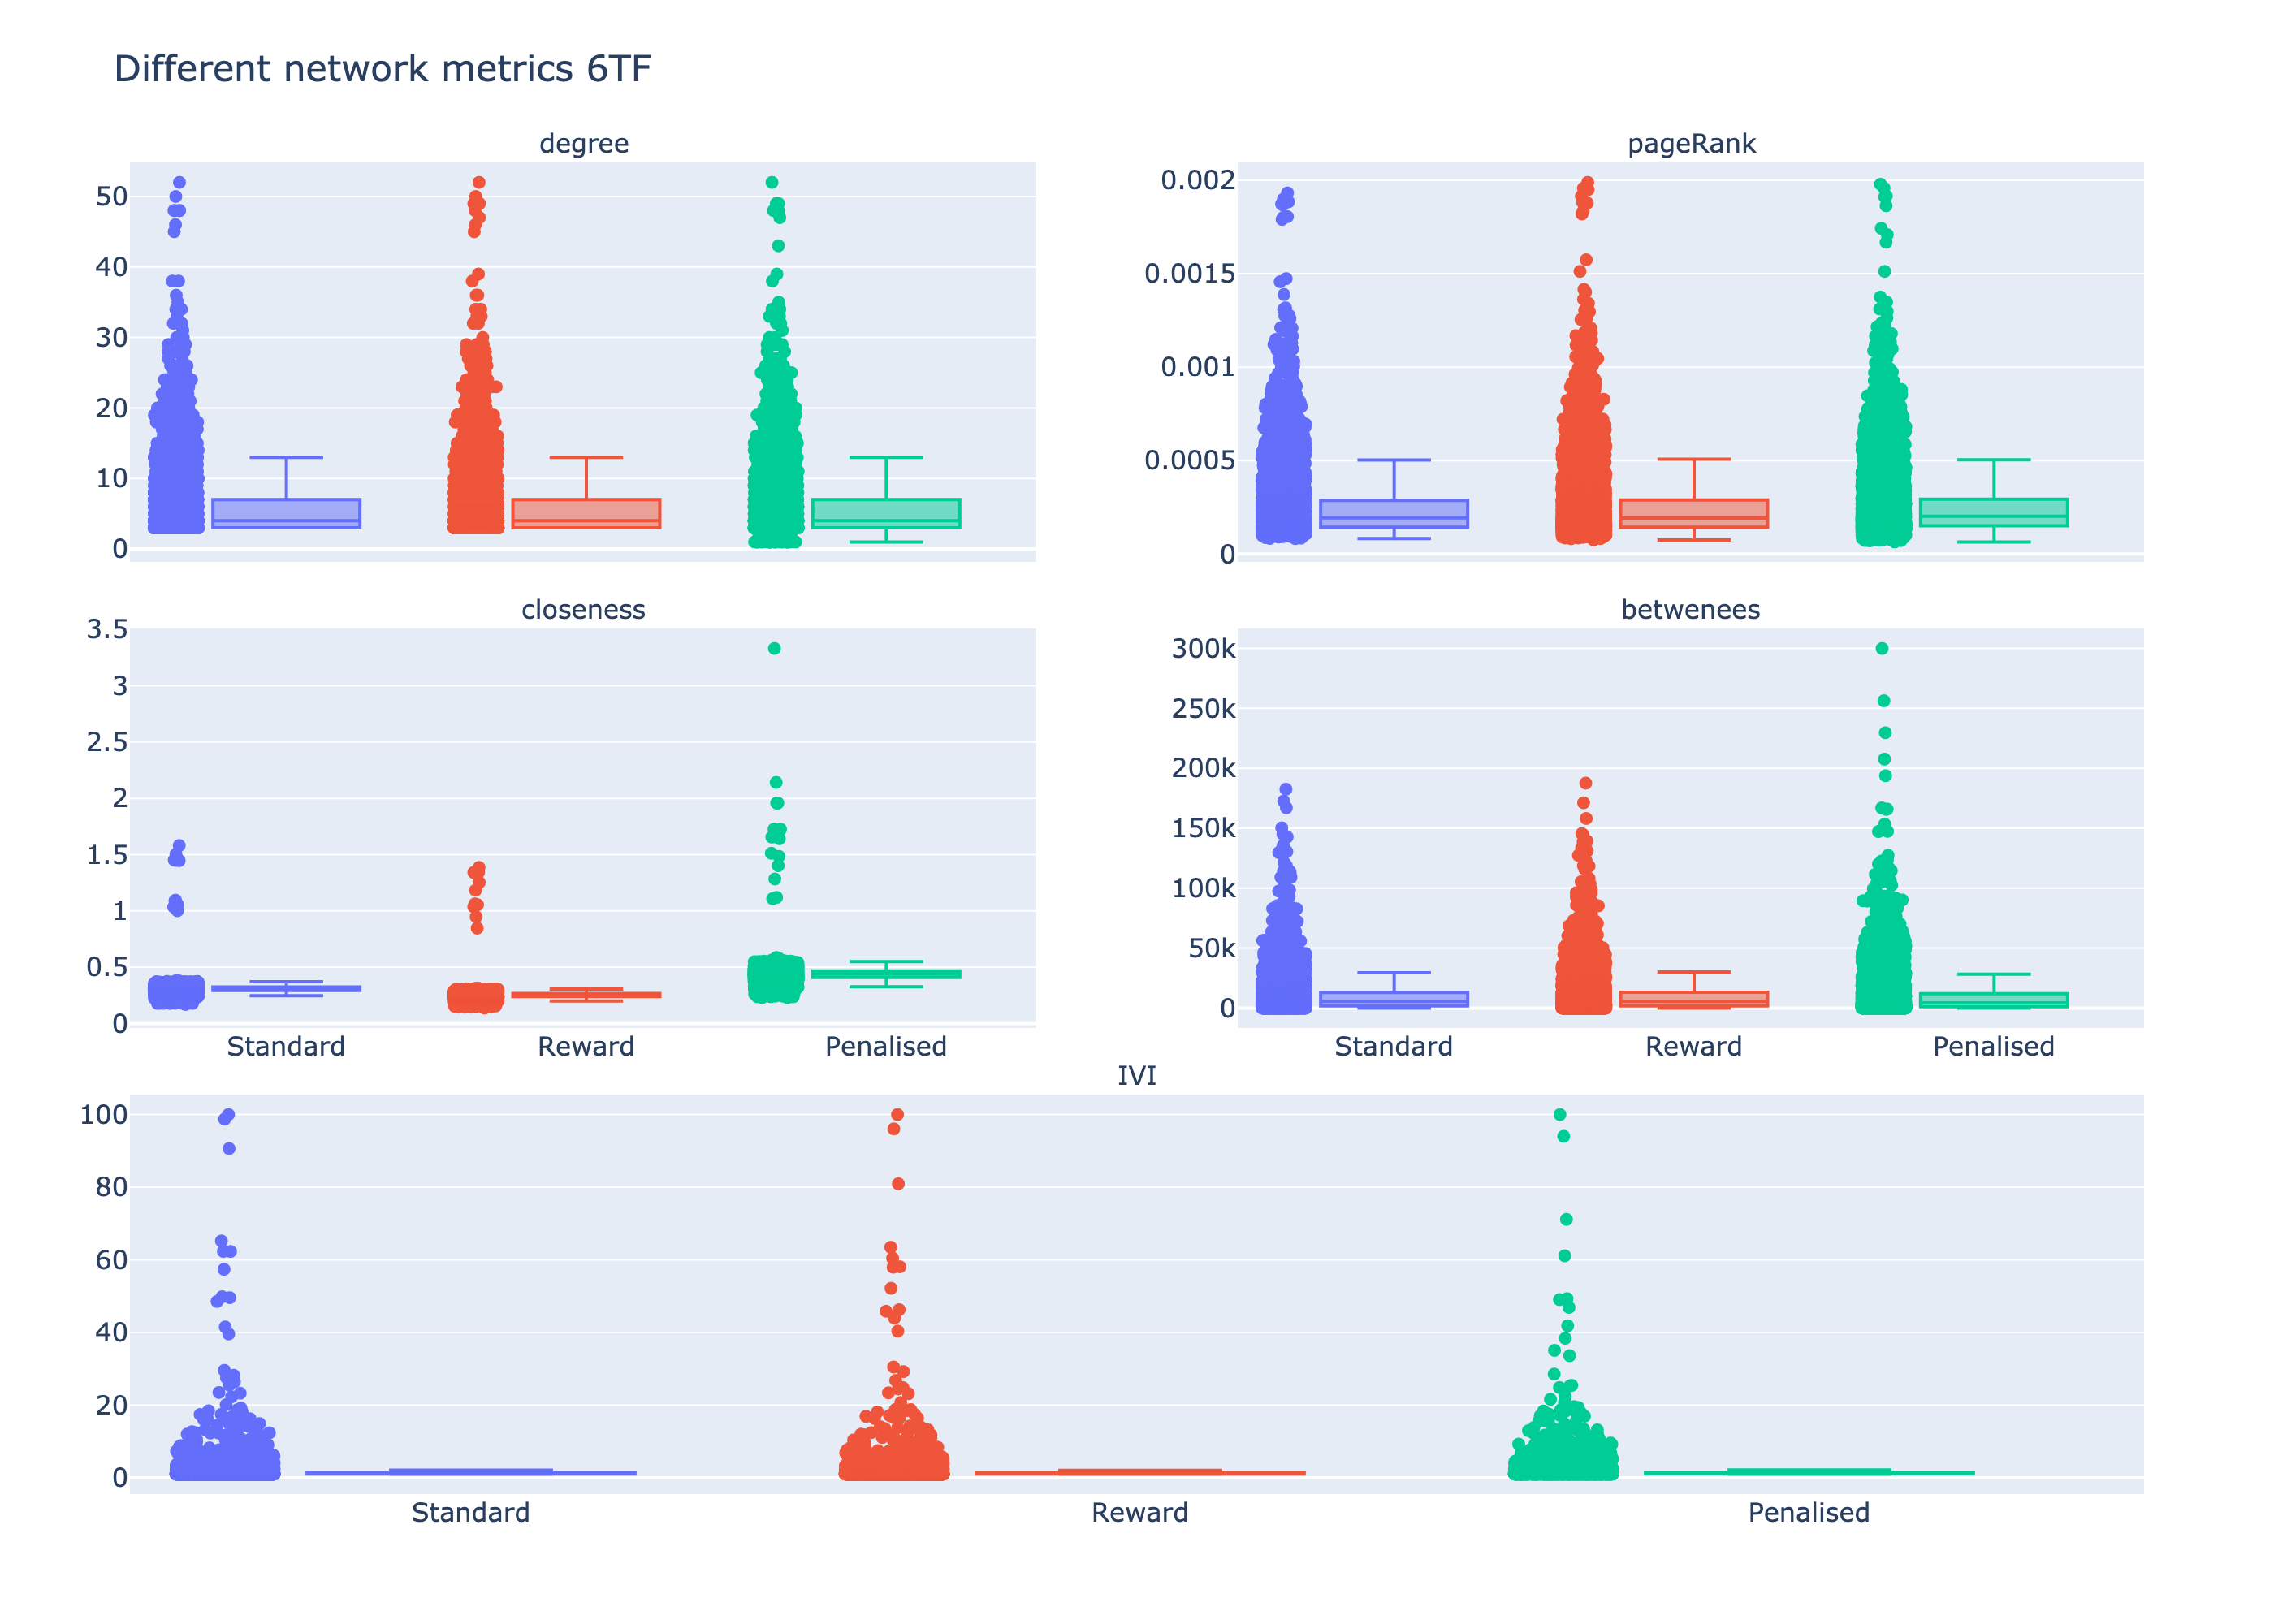 Different network metrics 6TF
degree
50
40
30
20
10
0
pageRank
0.002
0.0015
0.001
0.0005
0
closeness
3.5
3
2.5
2
1.5
1
0.5
0
Standard Reward Penalised
betwenees
300k
250k
200k
150k
100k
50k
0
Standard Reward Penalised
IVI
100
80
60
40
20
0
Standard Reward Penalised